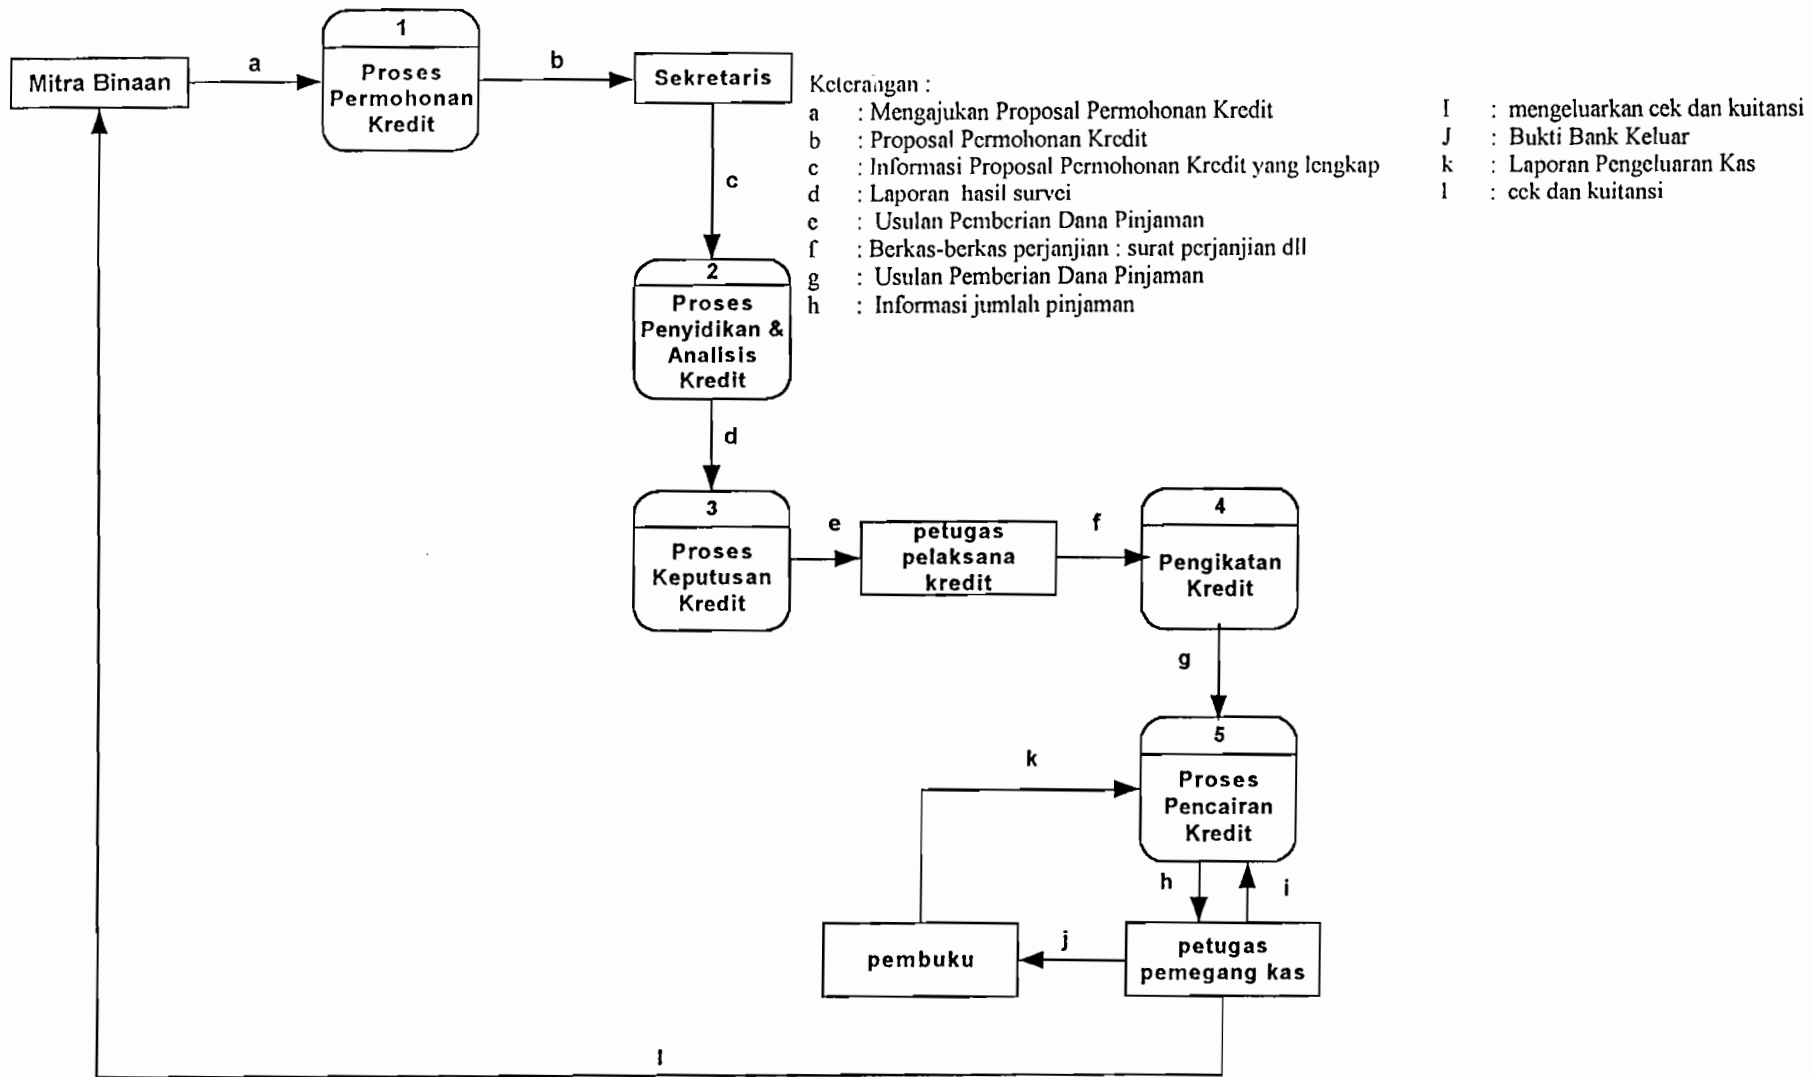 1
Mitra Binaan
a
Proses
Permohonan
Kredit
b
Sekretaris
Keterangan :
a : Mengajukan Proposal Permohonan Kredit
b : Proposal Permohonan Kredit
c : Informasi Proposal Permohonan Kredit yang lengkap
d : Laporan hasil survei
e : Usulan Pemberian Dana Pinjaman
f : Berkas-berkas perjanjian : surat perjanjian dll
g : Usulan Pemberian Dana Pinjaman
h : Informasi jumlah pinjaman
I : mengeluarkan cek dan kuitansi
J : Bukti Bank Keluar
k : Laporan Pengeluaran Kas
l : cek dan kuitansi
c
2
Proses
Penyidikan &
Analisis
Kredit
d
3
Proses
Keputusan
Kredit
e
petugas
pelaksana
kredit
f
4
Pengikatan
Kredit
g
5
Proses
Pencairan
Kredit
k
h
i
pembuku
j
petugas
pemegang kas
l